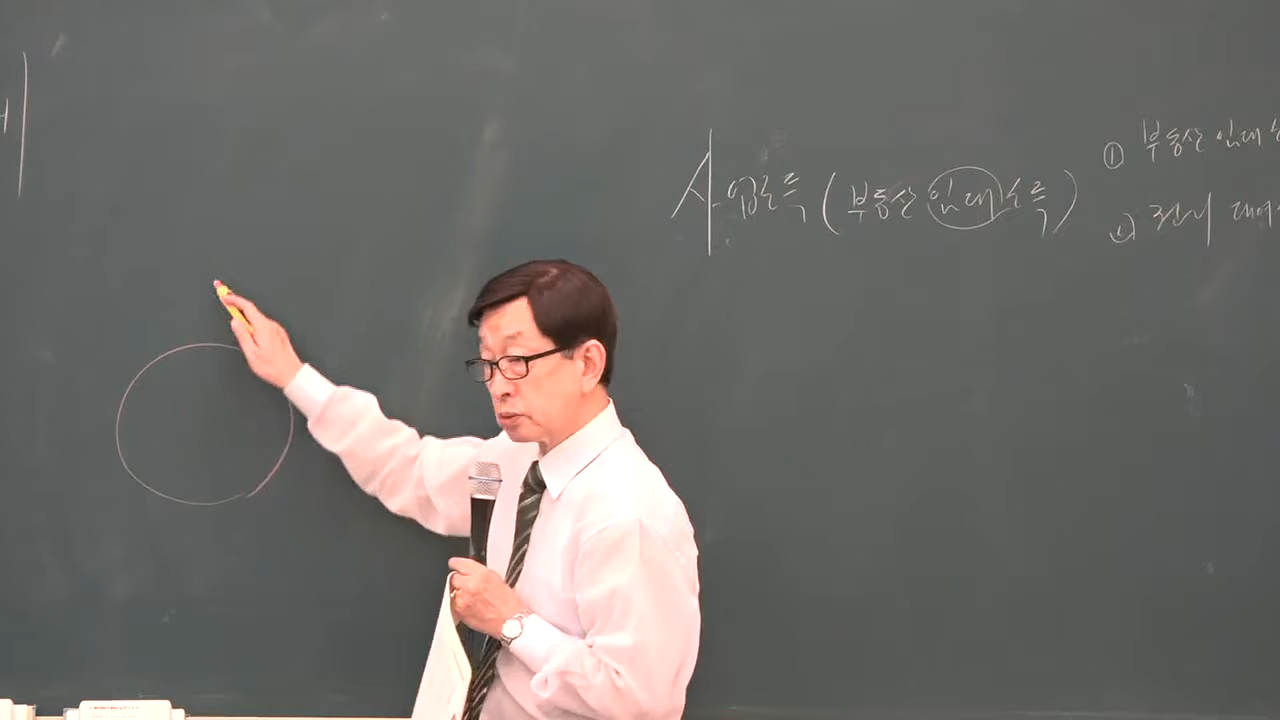 사업소득 (부동산 임대소득)
① 부동산 임대
② 전세